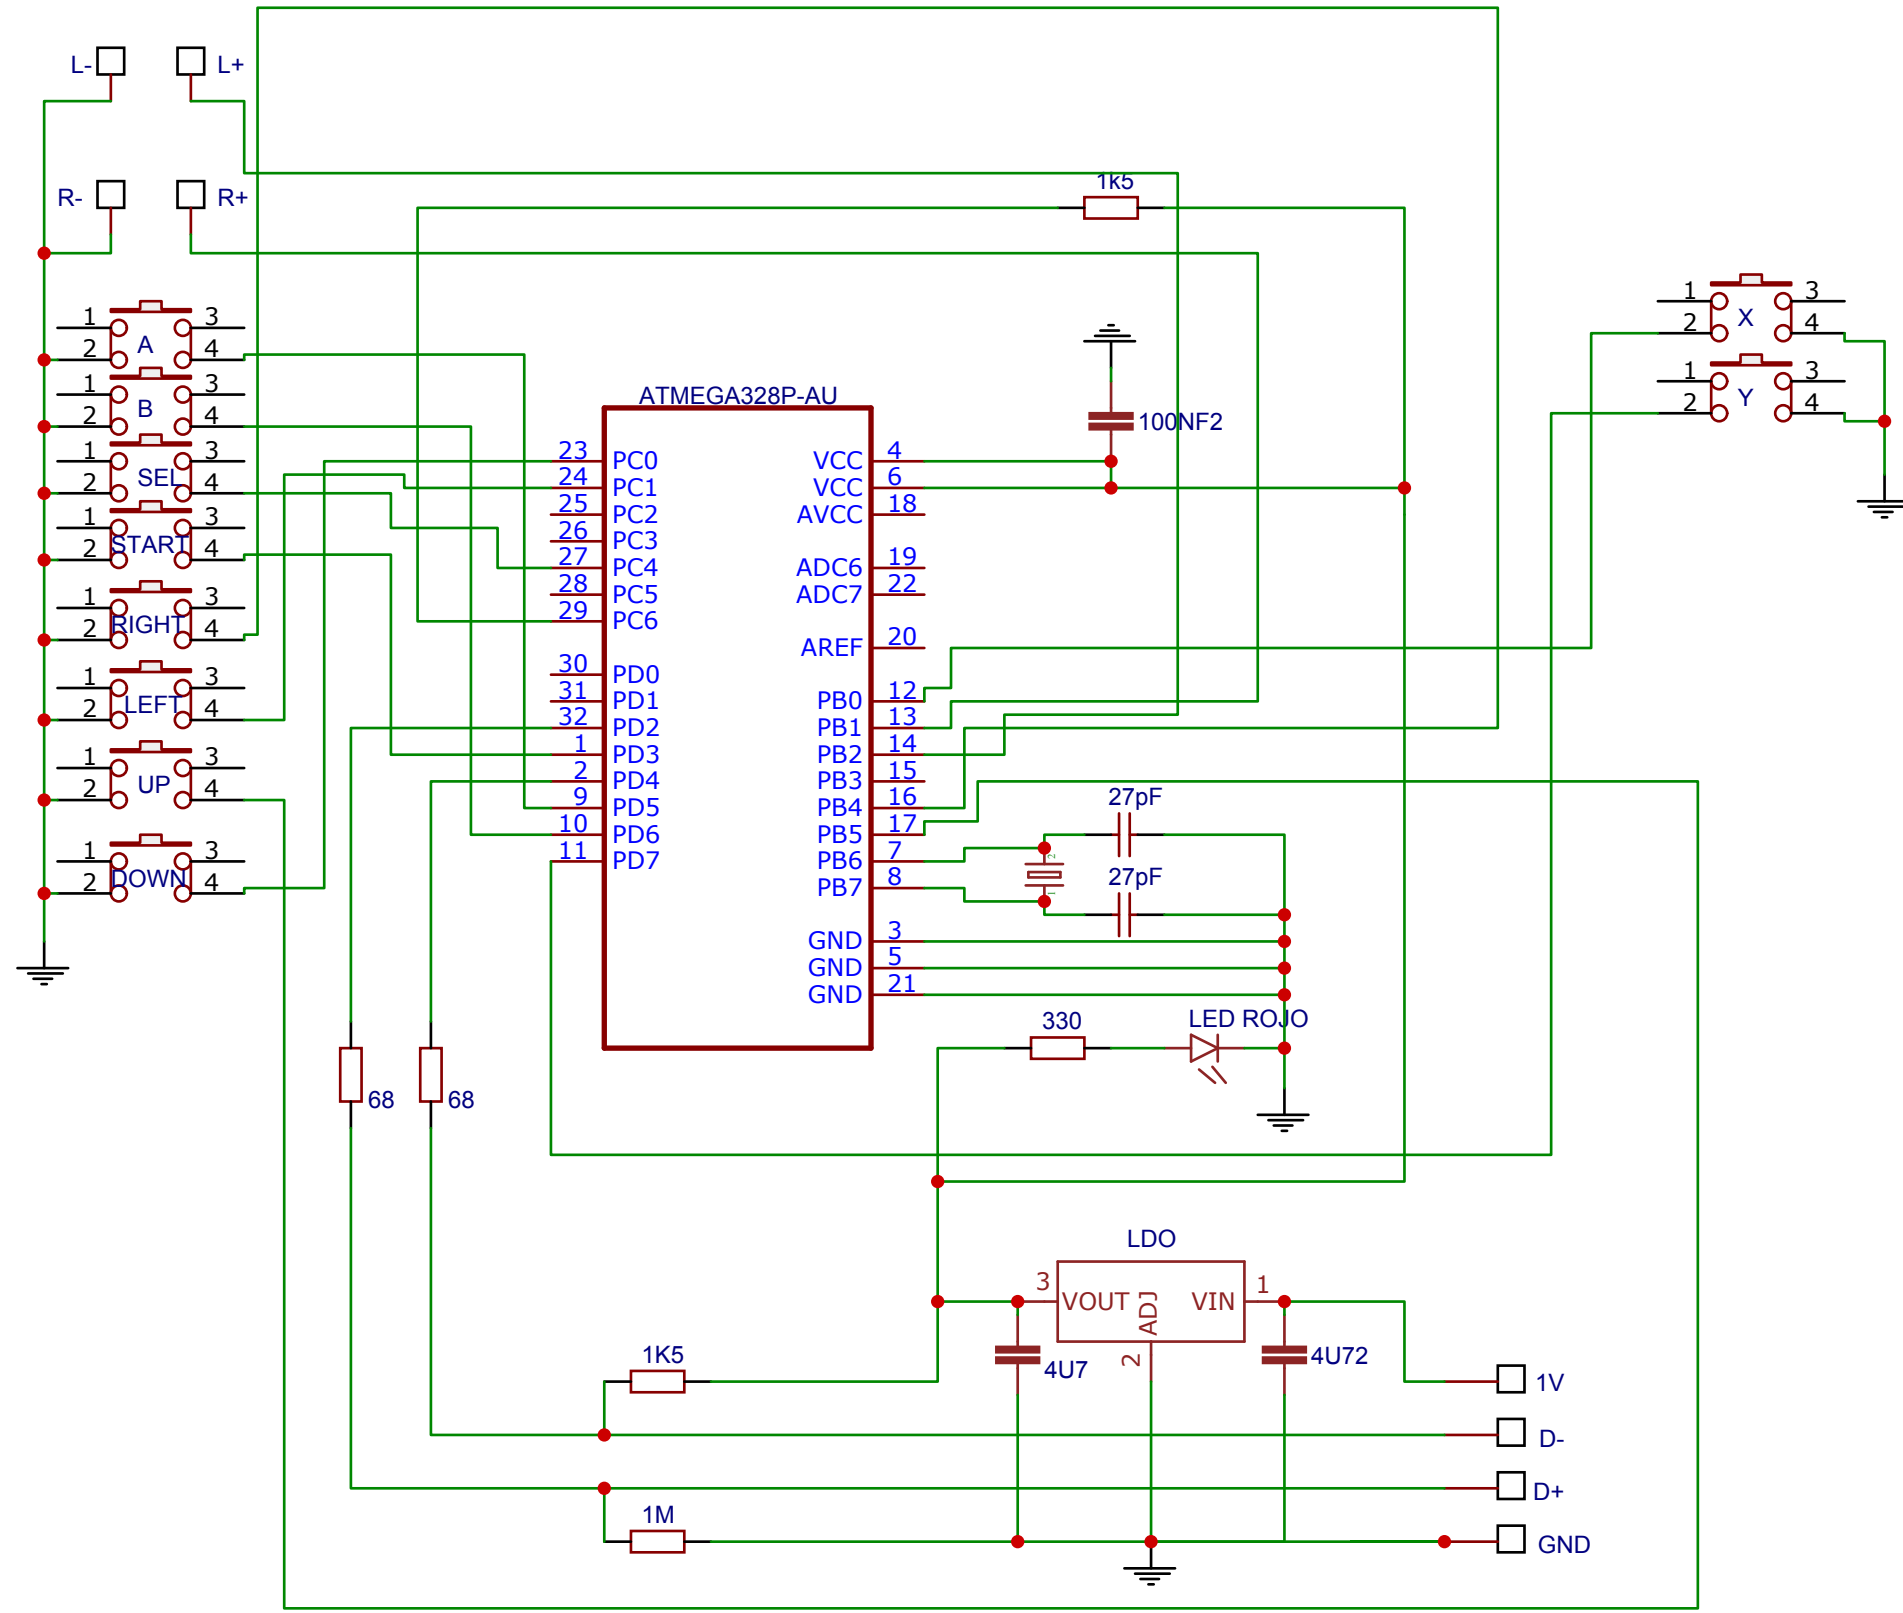 L-
L+
R-
R+
1k5
1 3
2 A 4
1 3
2 B 4
1 3
2 SEL 4
1 3
2 START 4
1 3
2 RIGHT 4
1 3
2 LEFT 4
1 3
2 UP 4
1 3
2 DOWN 4
1 3
2 X 4
1 3
2 Y 4
100NF2
ATMEGA328P-AU
23 PC0
24 PC1
25 PC2
26 PC3
27 PC4
28 PC5
29 PC6
30 PD0
31 PD1
32 PD2
1 PD3
2 PD4
9 PD5
10 PD6
11 PD7
VCC 4
VCC 6
AVCC 18
ADC6 19
ADC7 22
AREF 20
PB0 12
PB1 13
PB2 14
PB3 15
PB4 16
PB5 17
PB6 7
PB7 8
GND 3
GND 5
GND 21
27pF
2
1
27pF
330
LED ROJO
68
68
LDO
3 VOUT ADJ VIN 1
2
4U7
4U72
1K5
1M
1V
D-
D+
GND